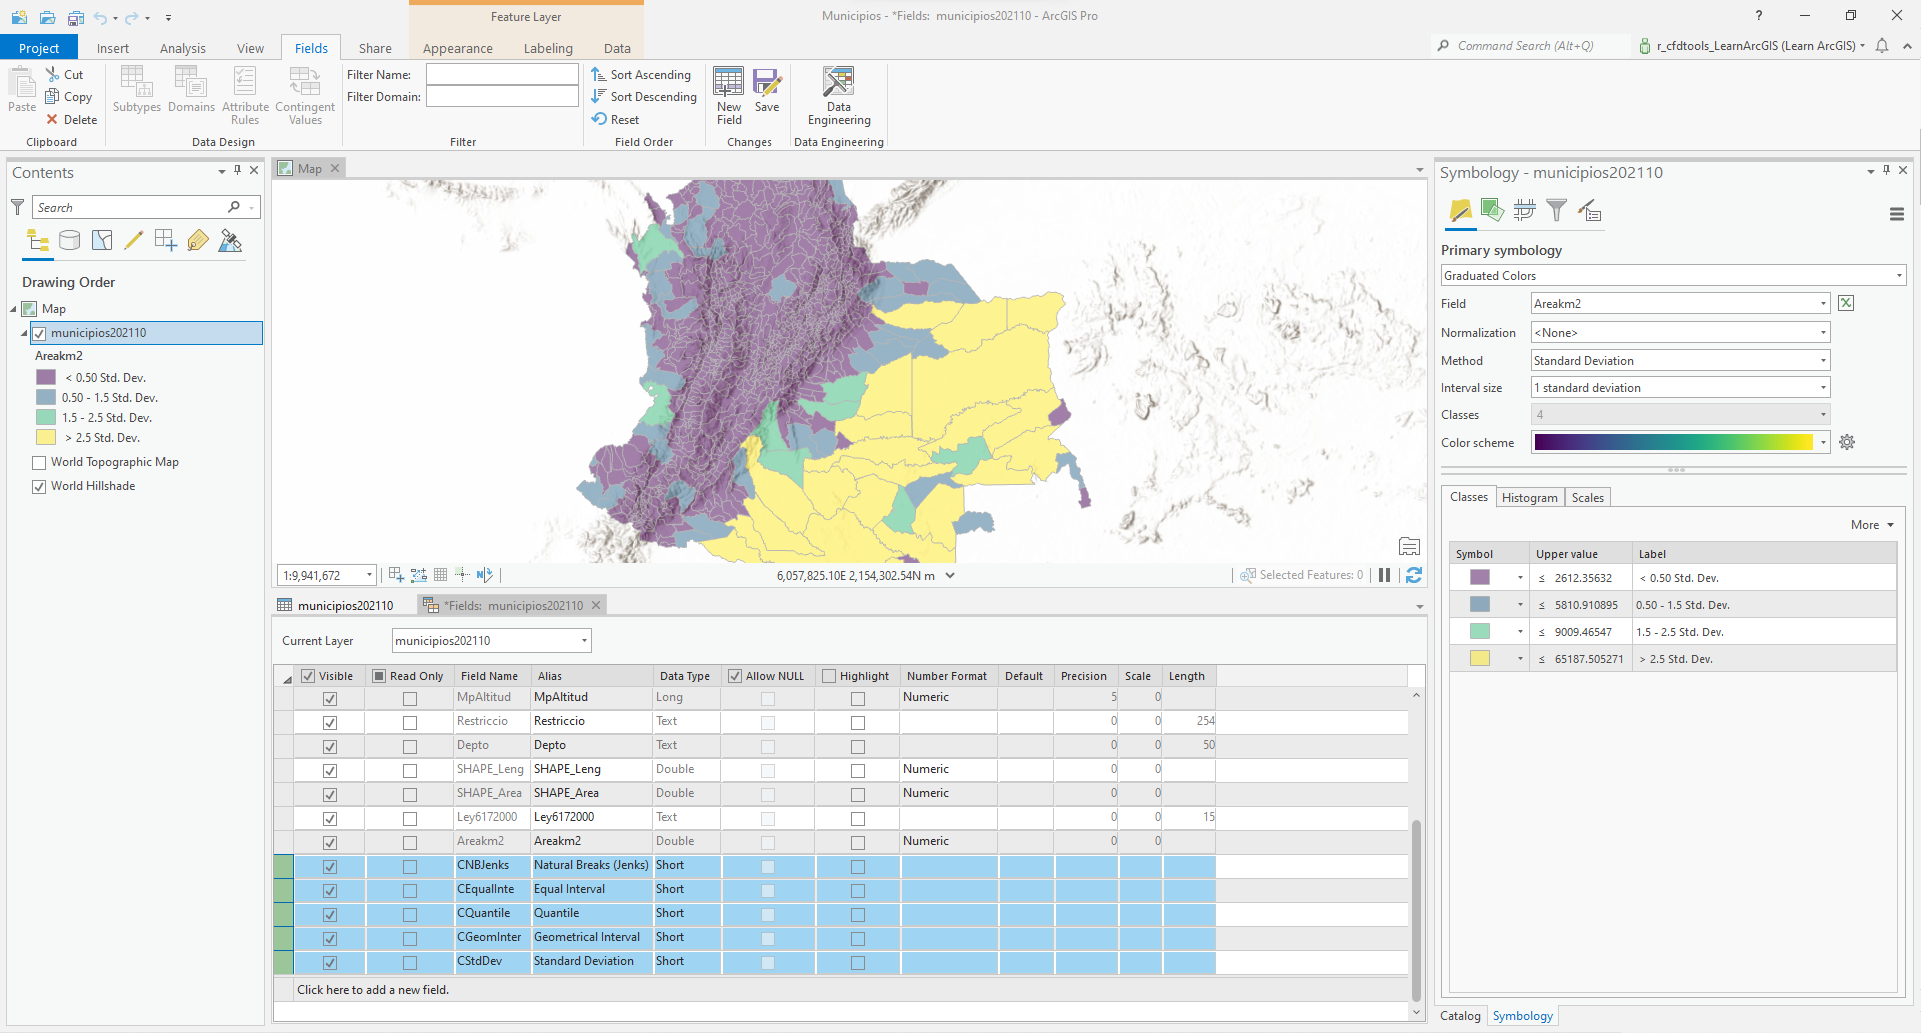 Feature Layer
Municipios - *Fields:  municipios202110 - ArcGIS Pro
?
Project
Insert
Analysis
View
Fields
Share
Appearance
Labeling
Data
Command Search (Alt+Q)
r_cfdtools_LearnArcGIS (Learn ArcGIS)
Paste
Cut
Copy
Delete
Clipboard
Subtypes
Domains
Attribute Rules
Contingent Values
Data Design
Filter Name:
Filter Domain:
Filter
Sort Ascending
Sort Descending
Reset
Field Order
New Field
Save
Changes
Data Engineering
Data Engineering
Contents
Search
Drawing Order
Map
municipios202110
Areakm2
< 0.50 Std. Dev.
0.50 - 1.5 Std. Dev.
1.5 - 2.5 Std. Dev.
> 2.5 Std. Dev.
World Topographic Map
World Hillshade
Map
1:9,941,672
6,057,825.10E 2,154,302.54N m
Selected Features: 0
municipios202110
*Fields:  municipios202110
Current Layer
municipios202110
Visible Read Only Field Name Alias Data Type Allow NULL Highlight Number Format Default Precision Scale Length
MpAltitud MpAltitud Long Numeric 5 0
Restriccio Restriccio Text 0 0 254
Depto Depto Text 0 0 50
SHAPE_Leng SHAPE_Leng Double Numeric 0 0
SHAPE_Area SHAPE_Area Double Numeric 0 0
Ley6172000 Ley6172000 Text 0 0 15
Areakm2 Areakm2 Double Numeric 0 0
CNBJenks Natural Breaks (Jenks) Short
CEqualInte Equal Interval Short
CQuantile Quantile Short
CGeomInter Geometrical Interval Short
CStdDev Standard Deviation Short
Click here to add a new field.
Symbology - municipios202110
Primary symbology
Graduated Colors
Field Areakm2
Normalization <None>
Method Standard Deviation
Interval size 1 standard deviation
Classes 4
Color scheme
Classes
Histogram
Scales
More
Symbol Upper value Label
≤ 2612.35632 < 0.50 Std. Dev.
≤ 5810.910895 0.50 - 1.5 Std. Dev.
≤ 9009.46547 1.5 - 2.5 Std. Dev.
≤ 65187.505271 > 2.5 Std. Dev.
Catalog
Symbology